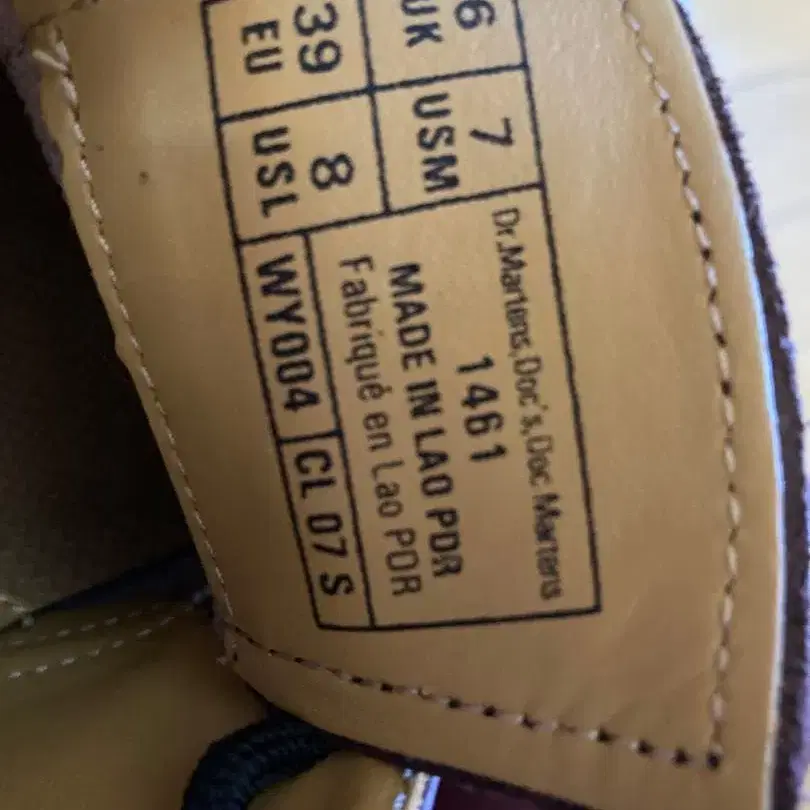 6 7
UK USM
39 8
EU USL
Dr.Martens,Doc's,Doc Martens
1461
MADE IN LAO PDR
Fabriqué en Lao PDR
WY004 CL 07 S